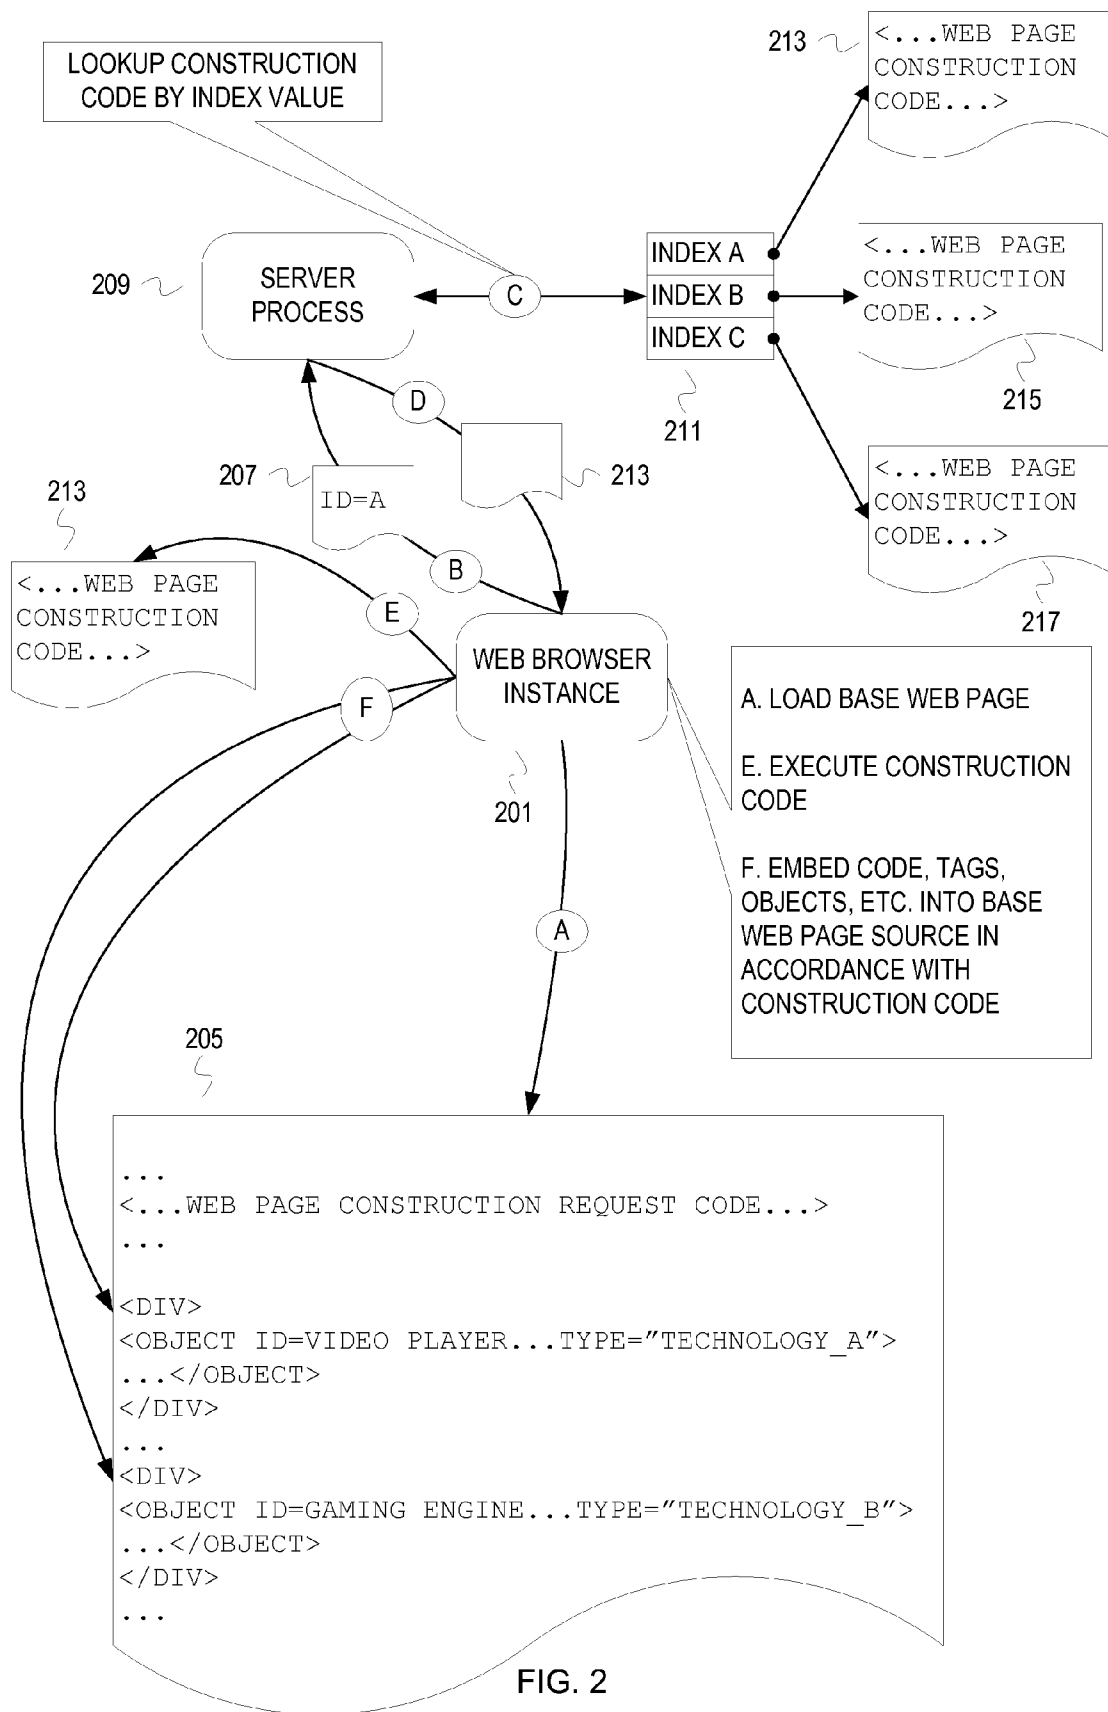 LOOKUP CONSTRUCTION
CODE BY INDEX VALUE
213
<...WEB PAGE
CONSTRUCTION
CODE...>
209
SERVER
PROCESS
C
INDEX A
INDEX B
INDEX C
211
<...WEB PAGE
CONSTRUCTION
CODE...>
215
<...WEB PAGE
CONSTRUCTION
CODE...>
217
D
207
ID=A
213
B
213
<...WEB PAGE
CONSTRUCTION
CODE...>
E
F
WEB BROWSER
INSTANCE
201
A. LOAD BASE WEB PAGE
E. EXECUTE CONSTRUCTION
CODE
F. EMBED CODE, TAGS,
OBJECTS, ETC. INTO BASE
WEB PAGE SOURCE IN
ACCORDANCE WITH
CONSTRUCTION CODE
A
205
...
<...WEB PAGE CONSTRUCTION REQUEST CODE...>
...
<DIV>
<OBJECT ID=VIDEO PLAYER...TYPE=”TECHNOLOGY_A”>
...</OBJECT>
</DIV>
...
<DIV>
<OBJECT ID=GAMING ENGINE...TYPE=”TECHNOLOGY_B”>
...</OBJECT>
</DIV>
...
FIG. 2